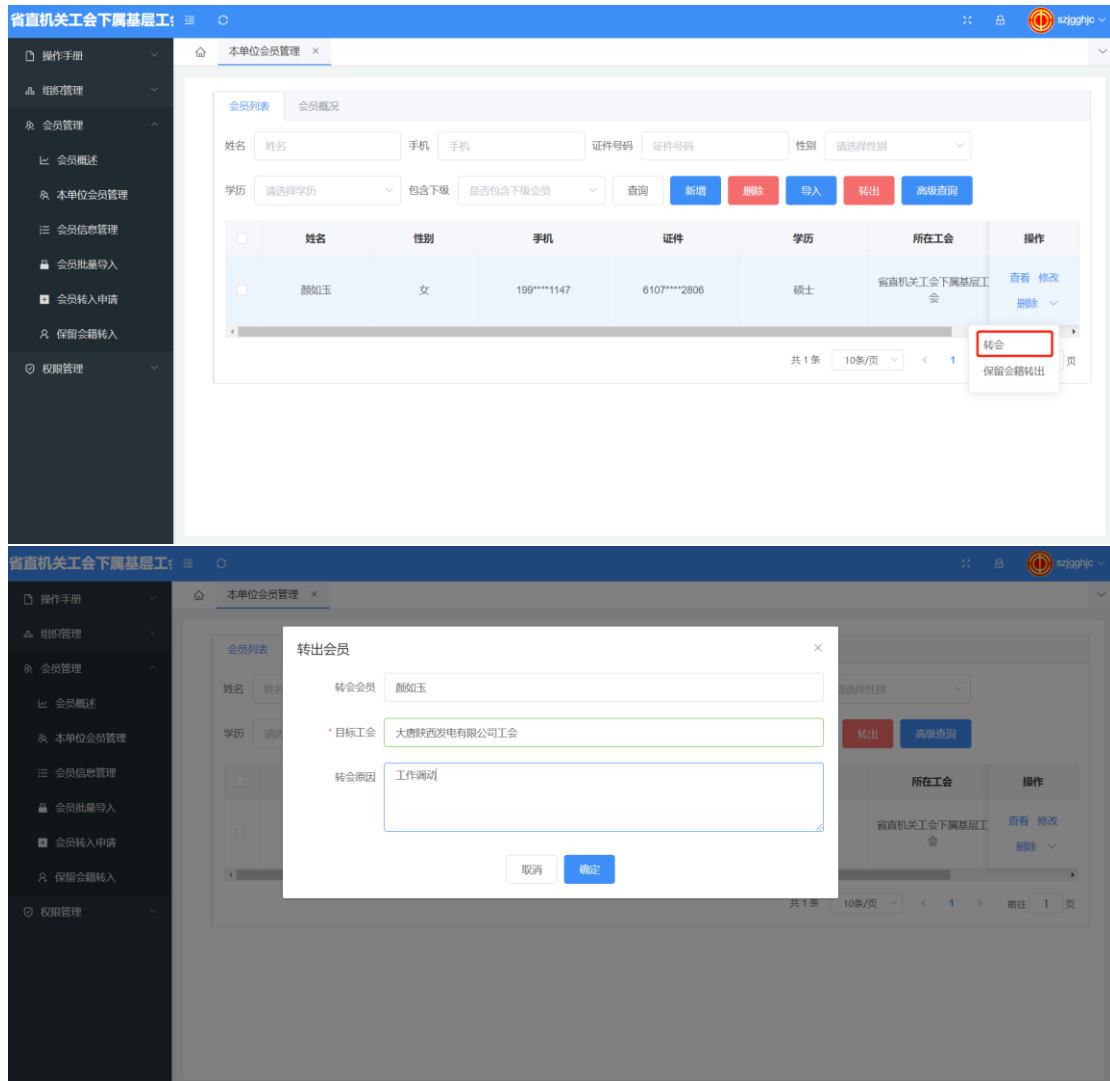 省直机关工会下属基层工会
szjgghjc
操作手册
本单位会员管理 ×
组织管理
会员管理
会员概述
本单位会员管理
会员信息管理
会员批量导入
会员转入申请
保留会籍转入
权限管理
会员列表 会员概况
姓名 姓名 手机 手机 证件号码 证件号码 性别 请选择性别
学历 请选择学历 包含下级 是否包含下级会员 查询 新增 删除 导入 转出 高级查询
姓名 性别 手机 证件 学历 所在工会 操作
颜如玉 女 199****1147 6107****2806 硕士 省直机关工会下属基层工会 查看 修改
删除
转会
保留会籍转出
共 1 条 10条/页 < 1 页
省直机关工会下属基层工会
szjgghjc
操作手册
本单位会员管理 ×
组织管理
会员管理
会员概述
本单位会员管理
会员信息管理
会员批量导入
会员转入申请
保留会籍转入
权限管理
会员列表
姓名 姓名 请选择性别
学历 请选 转出 高级查询
所在工会 操作
省直机关工会下属基层工会 查看 修改
删除
转出会员 ×
转会会员 颜如玉
* 目标工会 大唐陕西发电有限公司工会
转会原因 工作调动
取消 确定
共 1 条 10条/页 < 1 > 前往 1 页